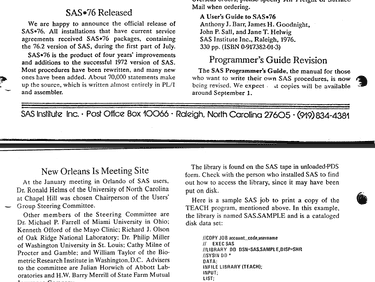 SAS•76 Released
We are happy to announce the official release of
SAS•76. All installations that have current service
agreements received SAS•76 packages, containing
the 76.2 version of SAS, during the first part of July.
SAS•76 is the product of four years' improvements
and additions to the successful 1972 version of SAS.
Most procedures have been rewritten, and many new
ones have been added. About 70,000 statements make
up the source, which is written almost entirely in PL/I
and assembler.
Mail when ordering.
A User's Guide to SAS•76
Anthony J. Barr, James H. Goodnight,
John P. Sall, and Jane T. Helwig
SAS Institute Inc., Raleigh, 1976.
330 pp. (ISBN 0-917382-01-3)
Programmer's Guide Revision
The SAS Programmer's Guide, the manual for those
who want to write their own SAS procedures, is now
being revised. We expect copies will be available
around September 1.
SAS Institute Inc. • Post Office Box 10066 • Raleigh, North Carolina 27605 • (919) 834-4381
New Orleans Is Meeting Site
At the January meeting in Orlando of SAS users,
Dr. Ronald Helms of the University of North Carolina
at Chapel Hill was chosen Chairperson of the Users'
Group Steering Committee.
Other members of the Steering Committee are
Dr. Michael P. Farrell of Miami University of Ohio;
Kenneth Offord of the Mayo Clinic; Richard J. Olson
of Oak Ridge National Laboratory; Dr. Philip Miller
of Washington University in St. Louis; Cathy Milne of
Proctor and Gamble; and William Taylor of the Bio-
metric Research Institute in Washington, D.C. Advisers
to the committee are Julian Horwich of Abbott Lab-
oratories and H.W. Barry Merrill of State Farm Mutual
The library is found on the SAS tape in unloaded-PDS
form. Check with the person who installed SAS to find
out how to access the library, since it may have been
put on disk.
Here is a sample SAS job to print a copy of the
TEACH program, mentioned above. In this example,
the library is named SAS.SAMPLE and is a cataloged
disk data set:
//COPY JOB account_code,username
// EXEC SAS
//LIBRARY DD DSN=SAS.SAMPLE,DISP=SHR
//SYSIN DD *
DATA;
INFILE LIBRARY (TEACH);
INPUT;
LIST;